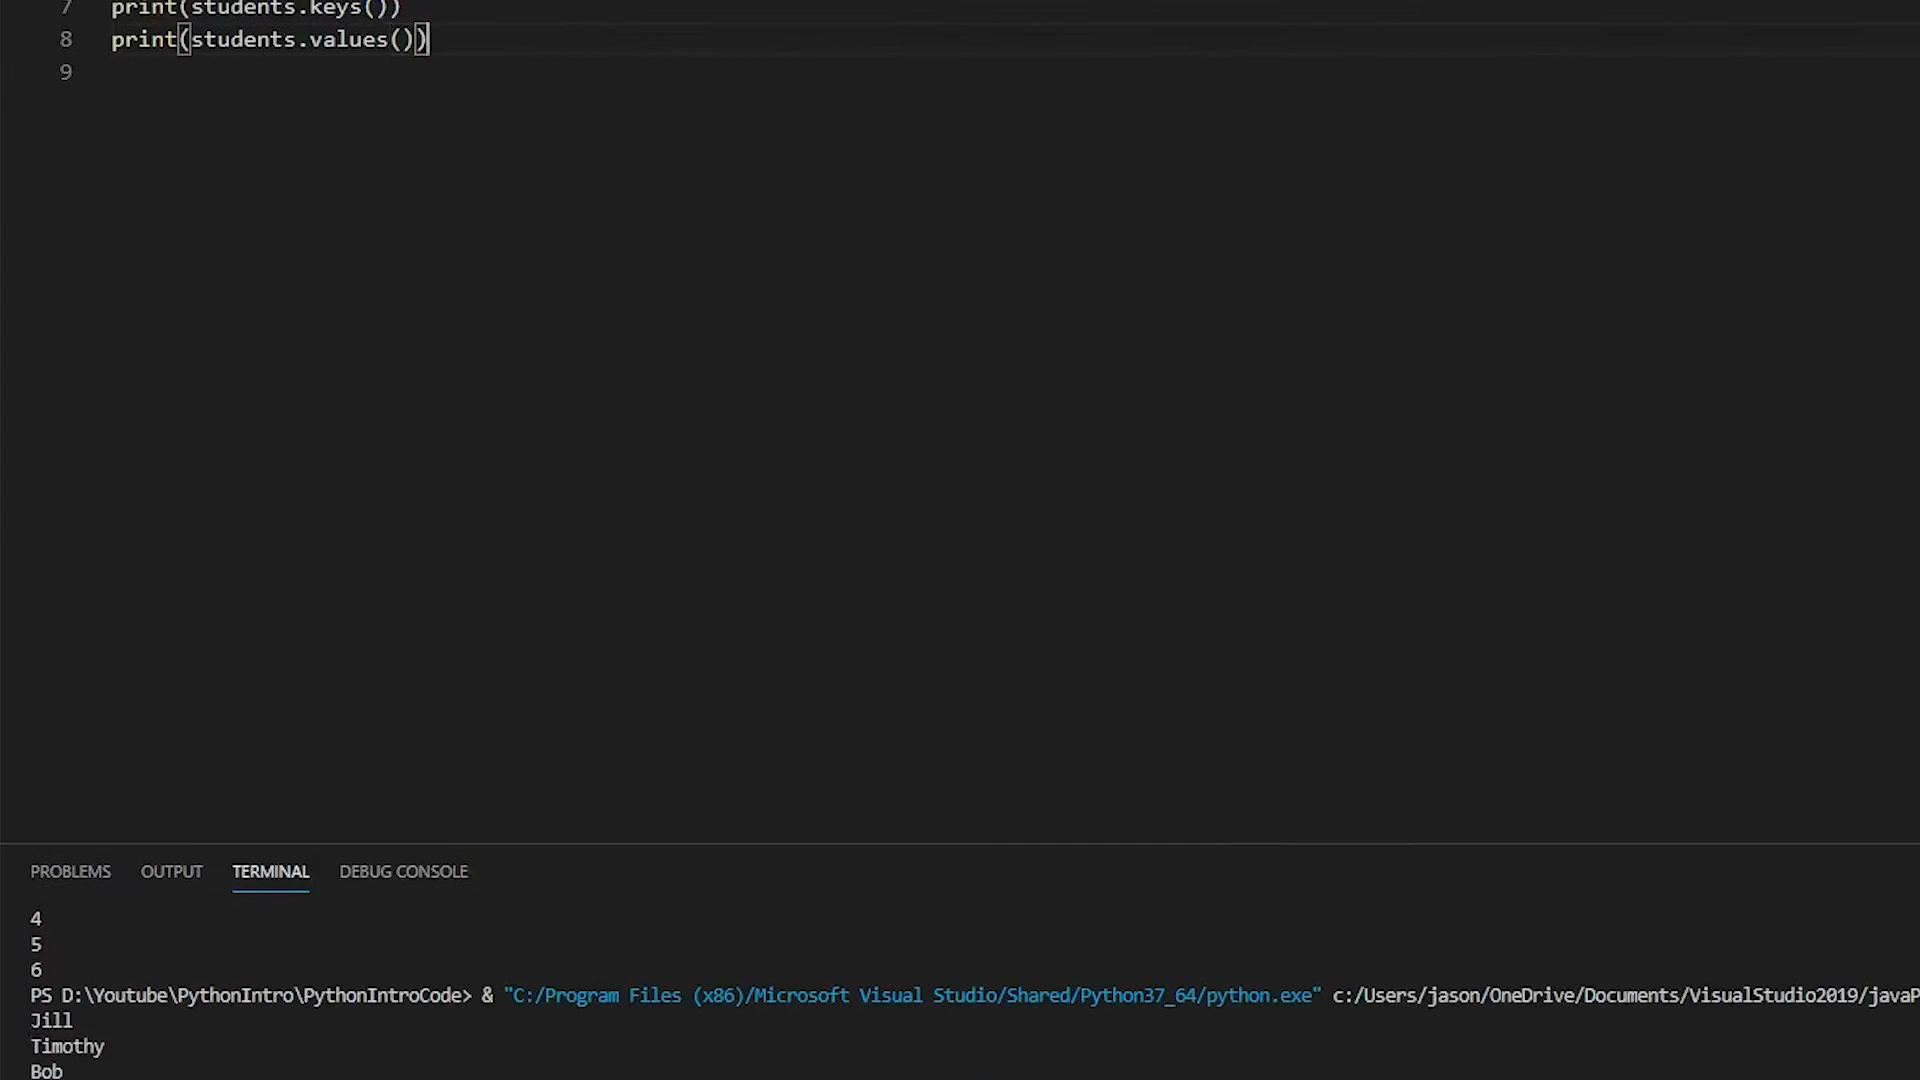 7 print(students.keys())
8 print(students.values())
9
PROBLEMS OUTPUT TERMINAL DEBUG CONSOLE
4
5
6
PS D:\Youtube\PythonIntro\PythonIntroCode> & "C:/Program Files (x86)/Microsoft Visual Studio/Shared/Python37_64/python.exe" c:/Users/jason/OneDrive/Documents/VisualStudio2019/javaP
Jill
Timothy
Bob